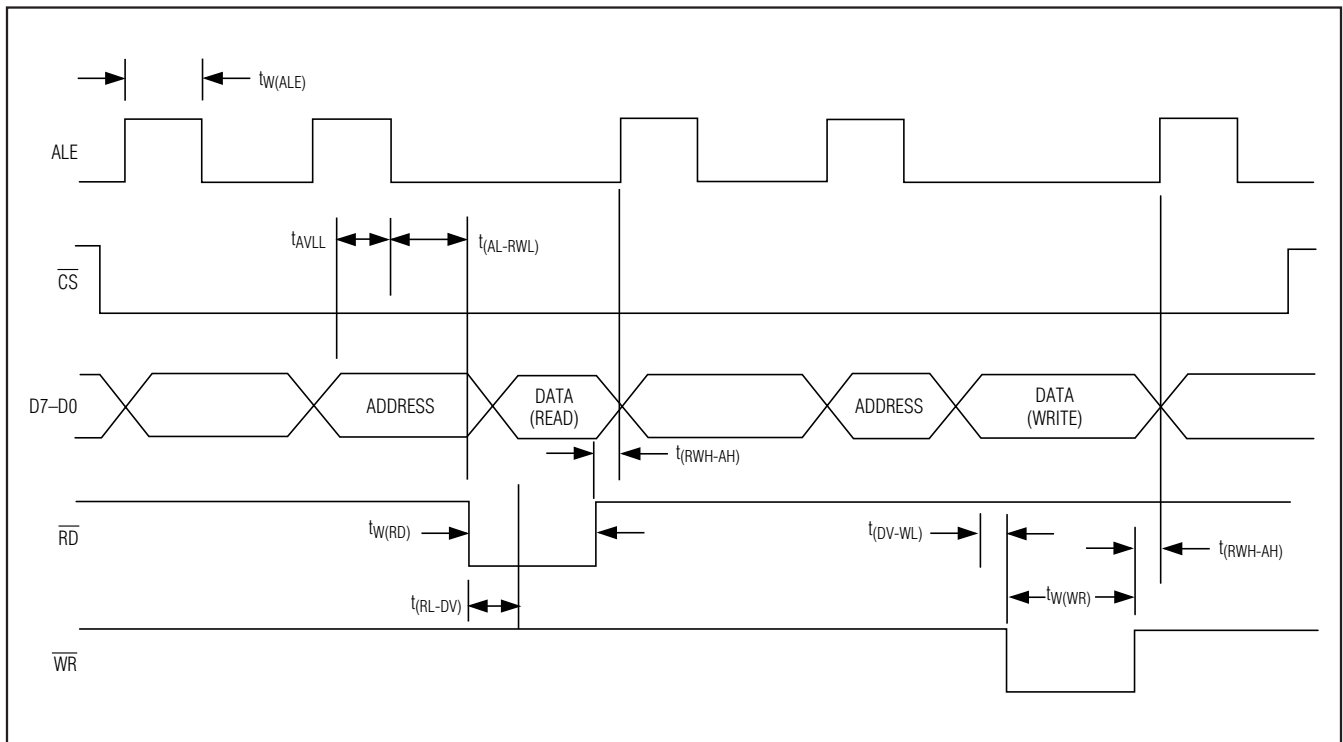 tW(ALE)
ALE
tAVLL
t(AL-RWL)
CS
D7–D0
ADDRESS
DATA
(READ)
ADDRESS
DATA
(WRITE)
t(RWH-AH)
RD
tW(RD)
t(DV-WL)
t(RWH-AH)
t(RL-DV)
tW(WR)
WR